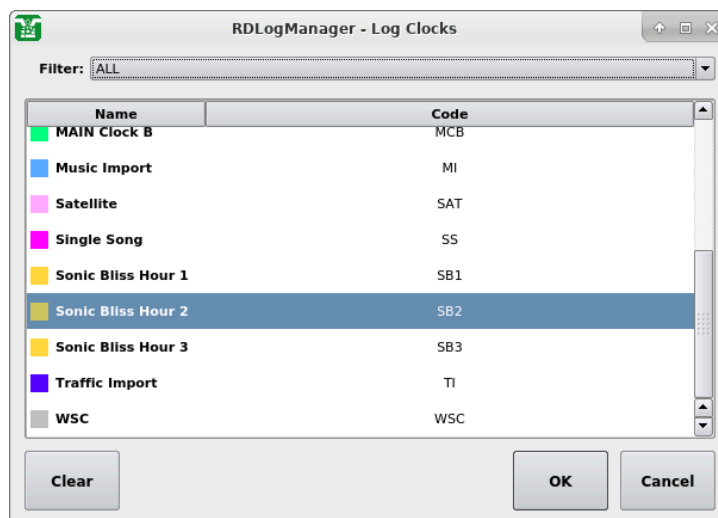 RDLogManager - Log Clocks
Filter: ALL
Name Code
MAIN Clock B MCB
Music Import MI
Satellite SAT
Single Song SS
Sonic Bliss Hour 1 SB1
Sonic Bliss Hour 2 SB2
Sonic Bliss Hour 3 SB3
Traffic Import TI
WSC WSC
Clear OK Cancel